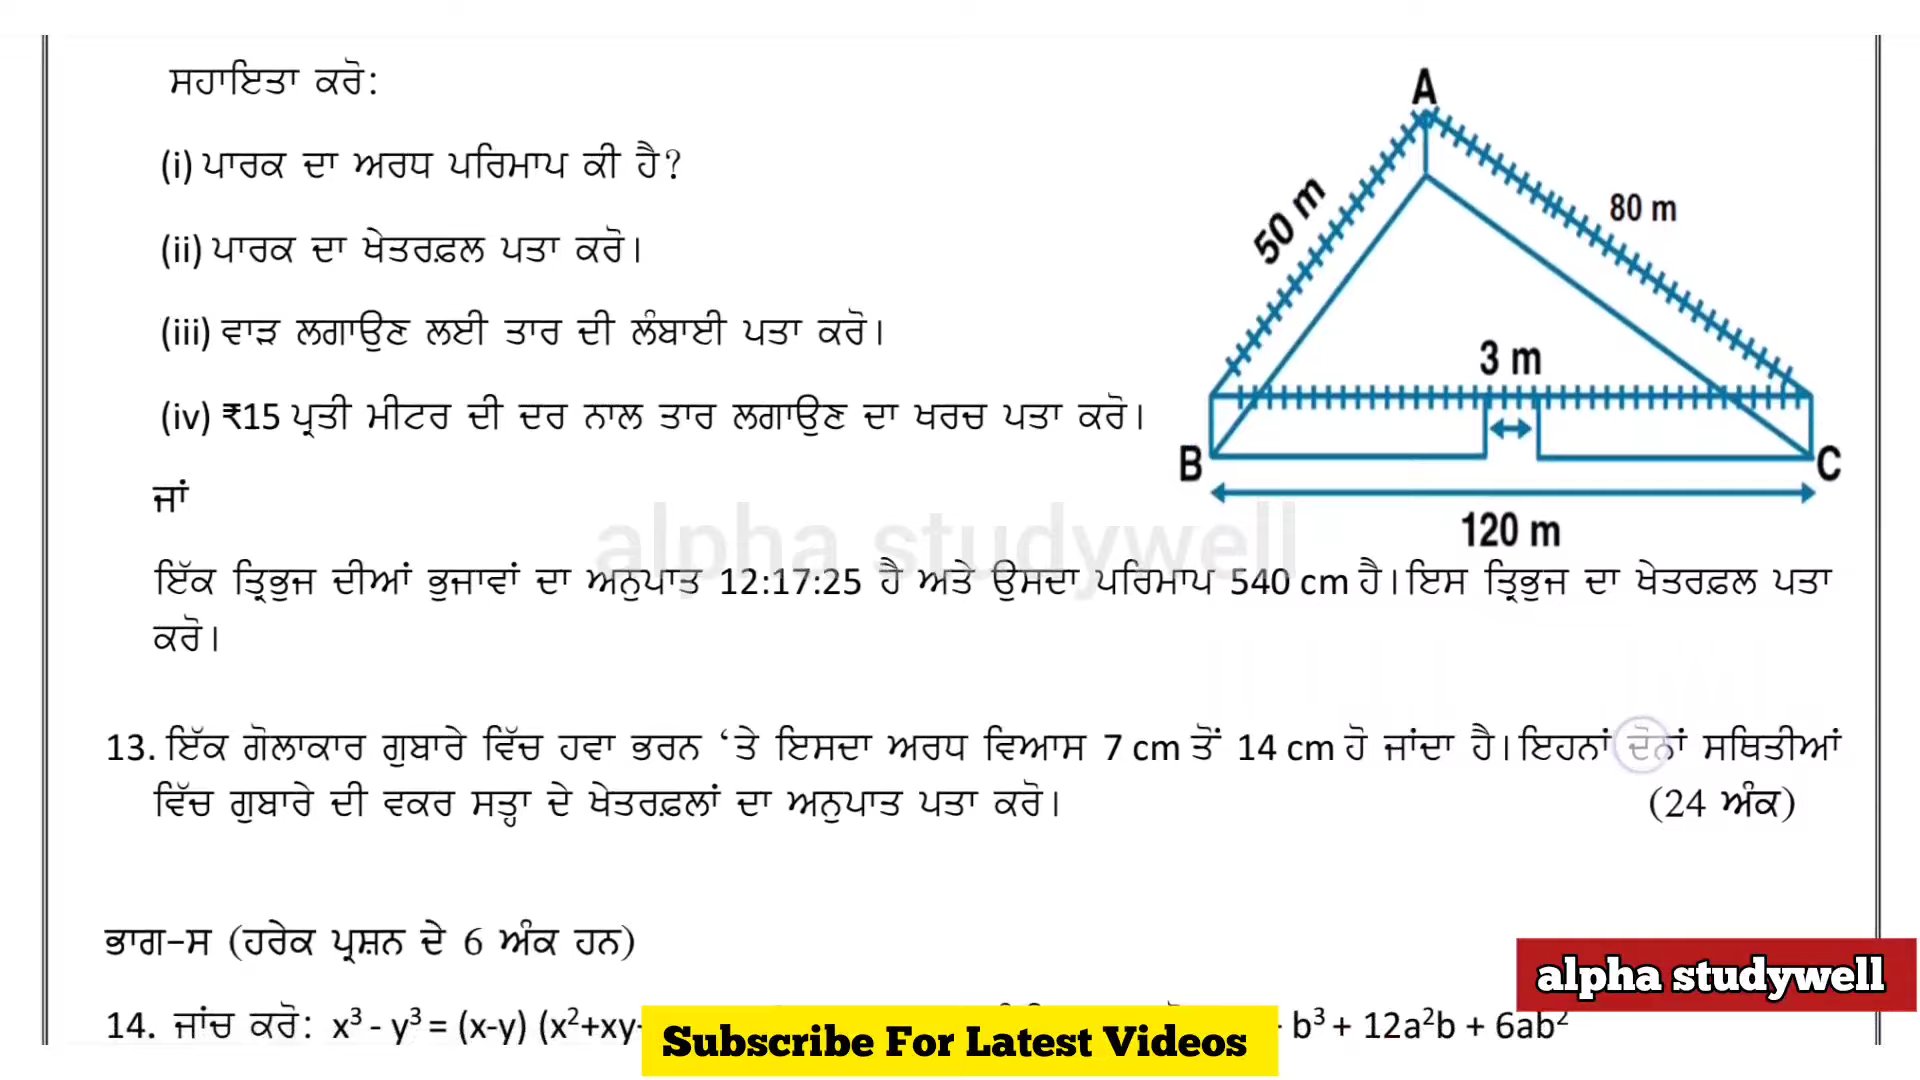 ਸਹਾਇਤਾ ਕਰੋ:
(i) ਪਾਰਕ ਦਾ ਅਰਧ ਪਰਿਮਾਪ ਕੀ ਹੈ?
(ii) ਪਾਰਕ ਦਾ ਖੇਤਰਫ਼ਲ ਪਤਾ ਕਰੋ।
(iii) ਵਾੜ ਲਗਾਉਣ ਲਈ ਤਾਰ ਦੀ ਲੰਬਾਈ ਪਤਾ ਕਰੋ।
(iv) ₹15 ਪ੍ਰਤੀ ਮੀਟਰ ਦੀ ਦਰ ਨਾਲ ਤਾਰ ਲਗਾਉਣ ਦਾ ਖਰਚ ਪਤਾ ਕਰੋ।
A
50 m
80 m
3 m
B
C
120 m
ਜਾਂ
alpha studywell
ਇੱਕ ਤ੍ਰਿਭੁਜ ਦੀਆਂ ਭੁਜਾਵਾਂ ਦਾ ਅਨੁਪਾਤ 12:17:25 ਹੈ ਅਤੇ ਉਸਦਾ ਪਰਿਮਾਪ 540 cm ਹੈ।ਇਸ ਤ੍ਰਿਭੁਜ ਦਾ ਖੇਤਰਫ਼ਲ ਪਤਾ
ਕਰੋ।
13. ਇੱਕ ਗੋਲਾਕਾਰ ਗੁਬਾਰੇ ਵਿੱਚ ਹਵਾ ਭਰਨ ‘ਤੇ ਇਸਦਾ ਅਰਧ ਵਿਆਸ 7 cm ਤੋਂ 14 cm ਹੋ ਜਾਂਦਾ ਹੈ।ਇਹਨਾਂ ਦੋਨਾਂ ਸਥਿਤੀਆਂ
ਵਿੱਚ ਗੁਬਾਰੇ ਦੀ ਵਕਰ ਸਤ੍ਹਾ ਦੇ ਖੇਤਰਫ਼ਲਾਂ ਦਾ ਅਨੁਪਾਤ ਪਤਾ ਕਰੋ। (24 ਅੰਕ)
ਭਾਗ-ਸ (ਹਰੇਕ ਪ੍ਰਸ਼ਨ ਦੇ 6 ਅੰਕ ਹਨ)
alpha studywell
14. ਜਾਂਚ ਕਰੋ: x³ - y³ = (x-y) (x²+xy b³ + 12a²b + 6ab²
Subscribe For Latest Videos